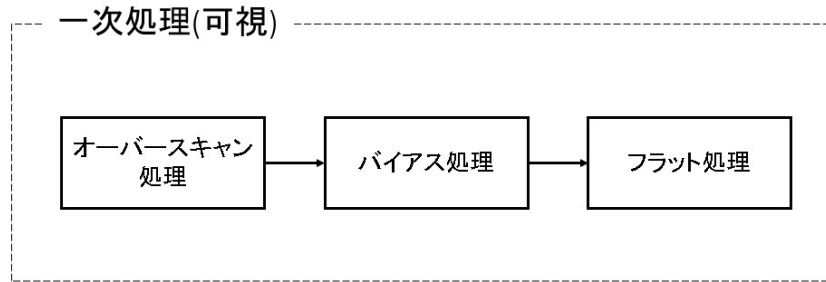 一次処理(可視)
オーバースキャン
処理
バイアス処理
フラット処理